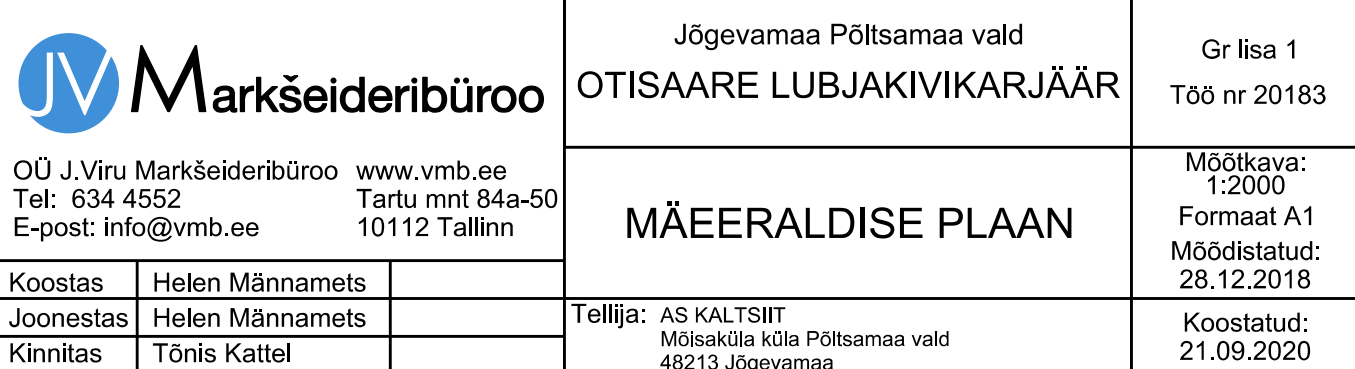 JV Markšeideribüroo
OÜ J.Viru Markšeideribüroo www.vmb.ee
Tel: 634 4552 Tartu mnt 84a-50
E-post: info@vmb.ee 10112 Tallinn
Koostas Helen Männamets
Joonestas Helen Männamets
Kinnitas Tõnis Kattel
Jõgevamaa Põltsamaa vald
OTISAARE LUBJAKIVIKARJÄÄR
MÄEERALDISE PLAAN
Tellija: AS KALTSIIT
Mõisaküla küla Põltsamaa vald
48213 Jõgevamaa
Gr lisa 1
Töö nr 20183
Mõõtkava:
1:2000
Formaat A1
Mõõdistatud:
28.12.2018
Koostatud:
21.09.2020